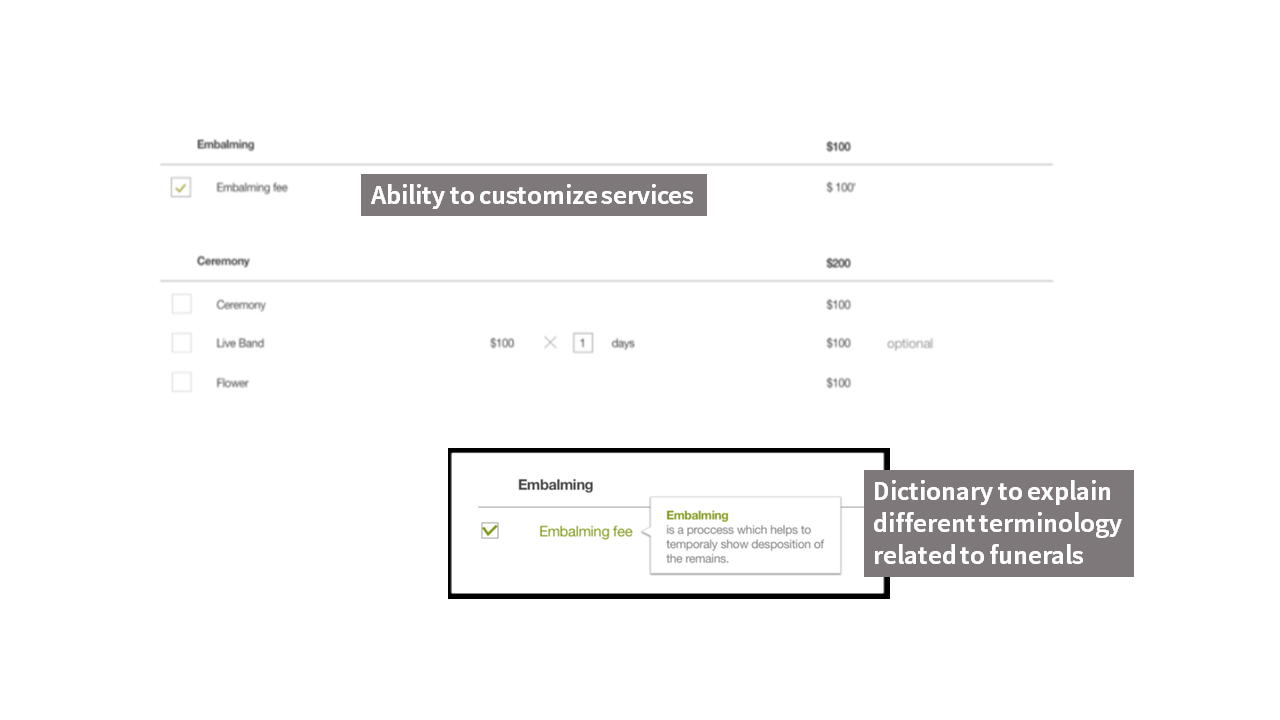 Embalming $100
Embalming fee $ 100'
Ability to customize services
Ceremony $200
Ceremony $100
Live Band $100 × 1 days $100 optional
Flower $100
Embalming
Embalming fee
Embalming
is a proccess which helps to
temporaly show desposition of
the remains.
Dictionary to explain
different terminology
related to funerals